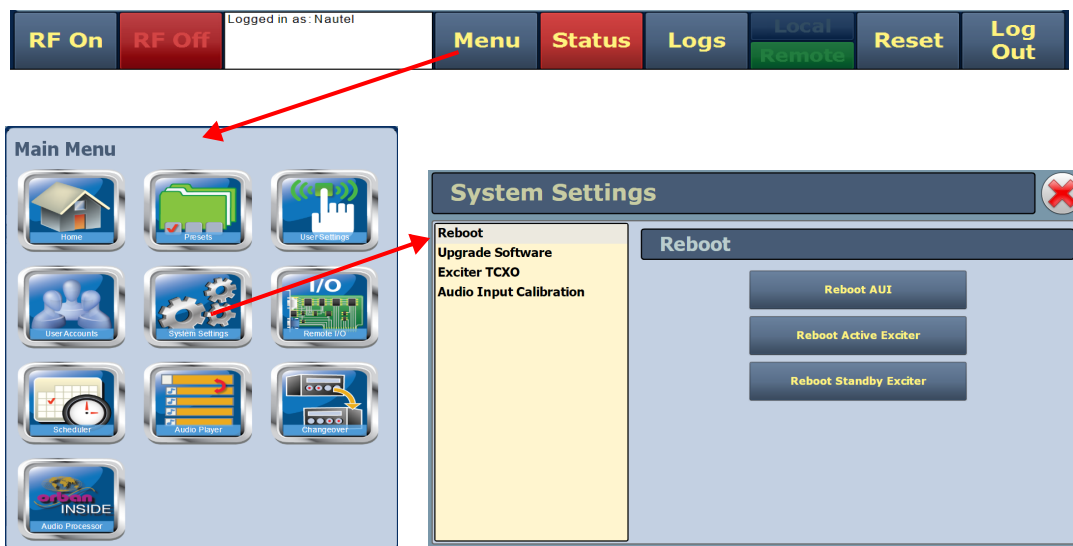 RF On
RF Off
Logged in as: Nautel
Menu
Status
Logs
Local
Remote
Reset
Log
Out
Main Menu
Home
Presets
User Settings
User Accounts
System Settings
I/O
Remote I/O
Scheduler
Audio Player
Changeover
orban
INSIDE
Audio Processor
System Settings
Reboot
Upgrade Software
Exciter TCXO
Audio Input Calibration
Reboot
Reboot AUI
Reboot Active Exciter
Reboot Standby Exciter